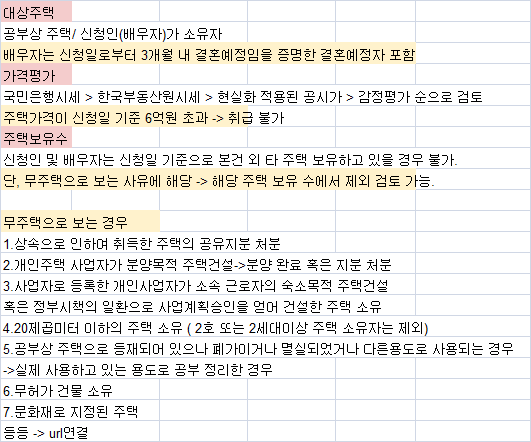 대상주택
공부상 주택/ 신청인(배우자)가 소유자
배우자는 신청일로부터 3개월 내 결혼예정임을 증명한 결혼예정자 포함
가격평가
국민은행시세 > 한국부동산원시세 > 현실화 적용된 공시가 > 감정평가 순으로 검토
주택가격이 신청일 기준 6억원 초과 -> 취급 불가
주택보유수
신청인 및 배우자는 신청일 기준으로 본건 외 타 주택 보유하고 있을 경우 불가.
단, 무주택으로 보는 사유에 해당 -> 해당 주택 보유 수에서 제외 검토 가능.
무주택으로 보는 경우
1.상속으로 인하여 취득한 주택의 공유지분 처분
2.개인주택 사업자가 분양목적 주택건설->분양 완료 혹은 지분 처분
3.사업자로 등록한 개인사업자가 소속 근로자의 숙소목적 주택건설
혹은 정부시책의 일환으로 사업계획승인을 얻어 건설한 주택 소유
4.20제곱미터 이하의 주택 소유 ( 2호 또는 2세대이상 주택 소유자는 제외)
5.공부상 주택으로 등재되어 있으나 폐가이거나 멸실되었거나 다른용도로 사용되는 경우
->실제 사용하고 있는 용도로 공부 정리한 경우
6.무허가 건물 소유
7.문화재로 지정된 주택
등등 -> url연결